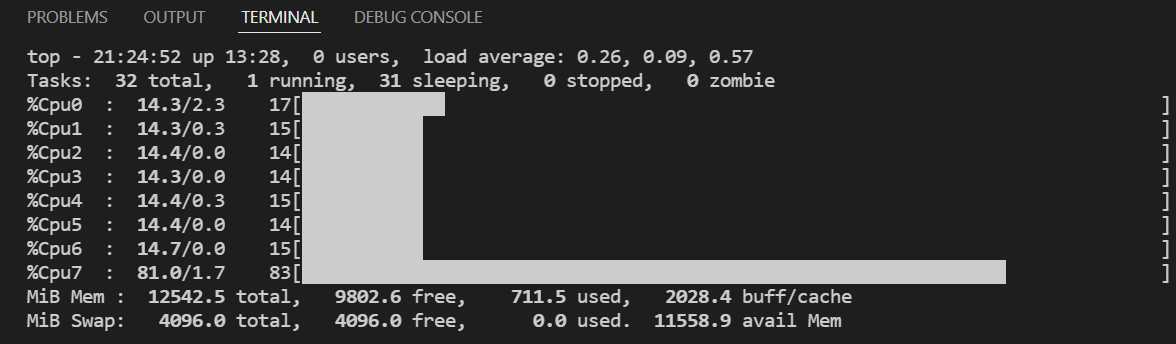 PROBLEMS OUTPUT TERMINAL DEBUG CONSOLE
top - 21:24:52 up 13:28,  0 users,  load average: 0.26, 0.09, 0.57
Tasks:  32 total,   1 running,  31 sleeping,   0 stopped,   0 zombie
%Cpu0  :  14.3/2.3    17[ ]
%Cpu1  :  14.3/0.3    15[ ]
%Cpu2  :  14.4/0.0    14[ ]
%Cpu3  :  14.3/0.0    14[ ]
%Cpu4  :  14.4/0.3    15[ ]
%Cpu5  :  14.4/0.0    14[ ]
%Cpu6  :  14.7/0.0    15[ ]
%Cpu7  :  81.0/1.7    83[ ]
MiB Mem :  12542.5 total,   9802.6 free,    711.5 used,   2028.4 buff/cache
MiB Swap:   4096.0 total,   4096.0 free,      0.0 used.  11558.9 avail Mem